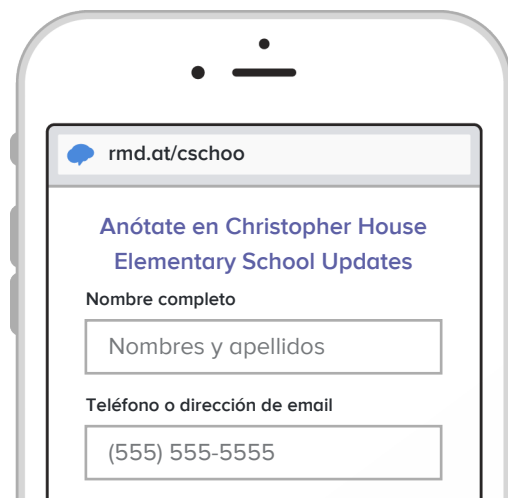 rmd.at/cschoo
Anótate en Christopher House
Elementary School Updates
Nombre completo
Nombres y apellidos
Teléfono o dirección de email
(555) 555-5555